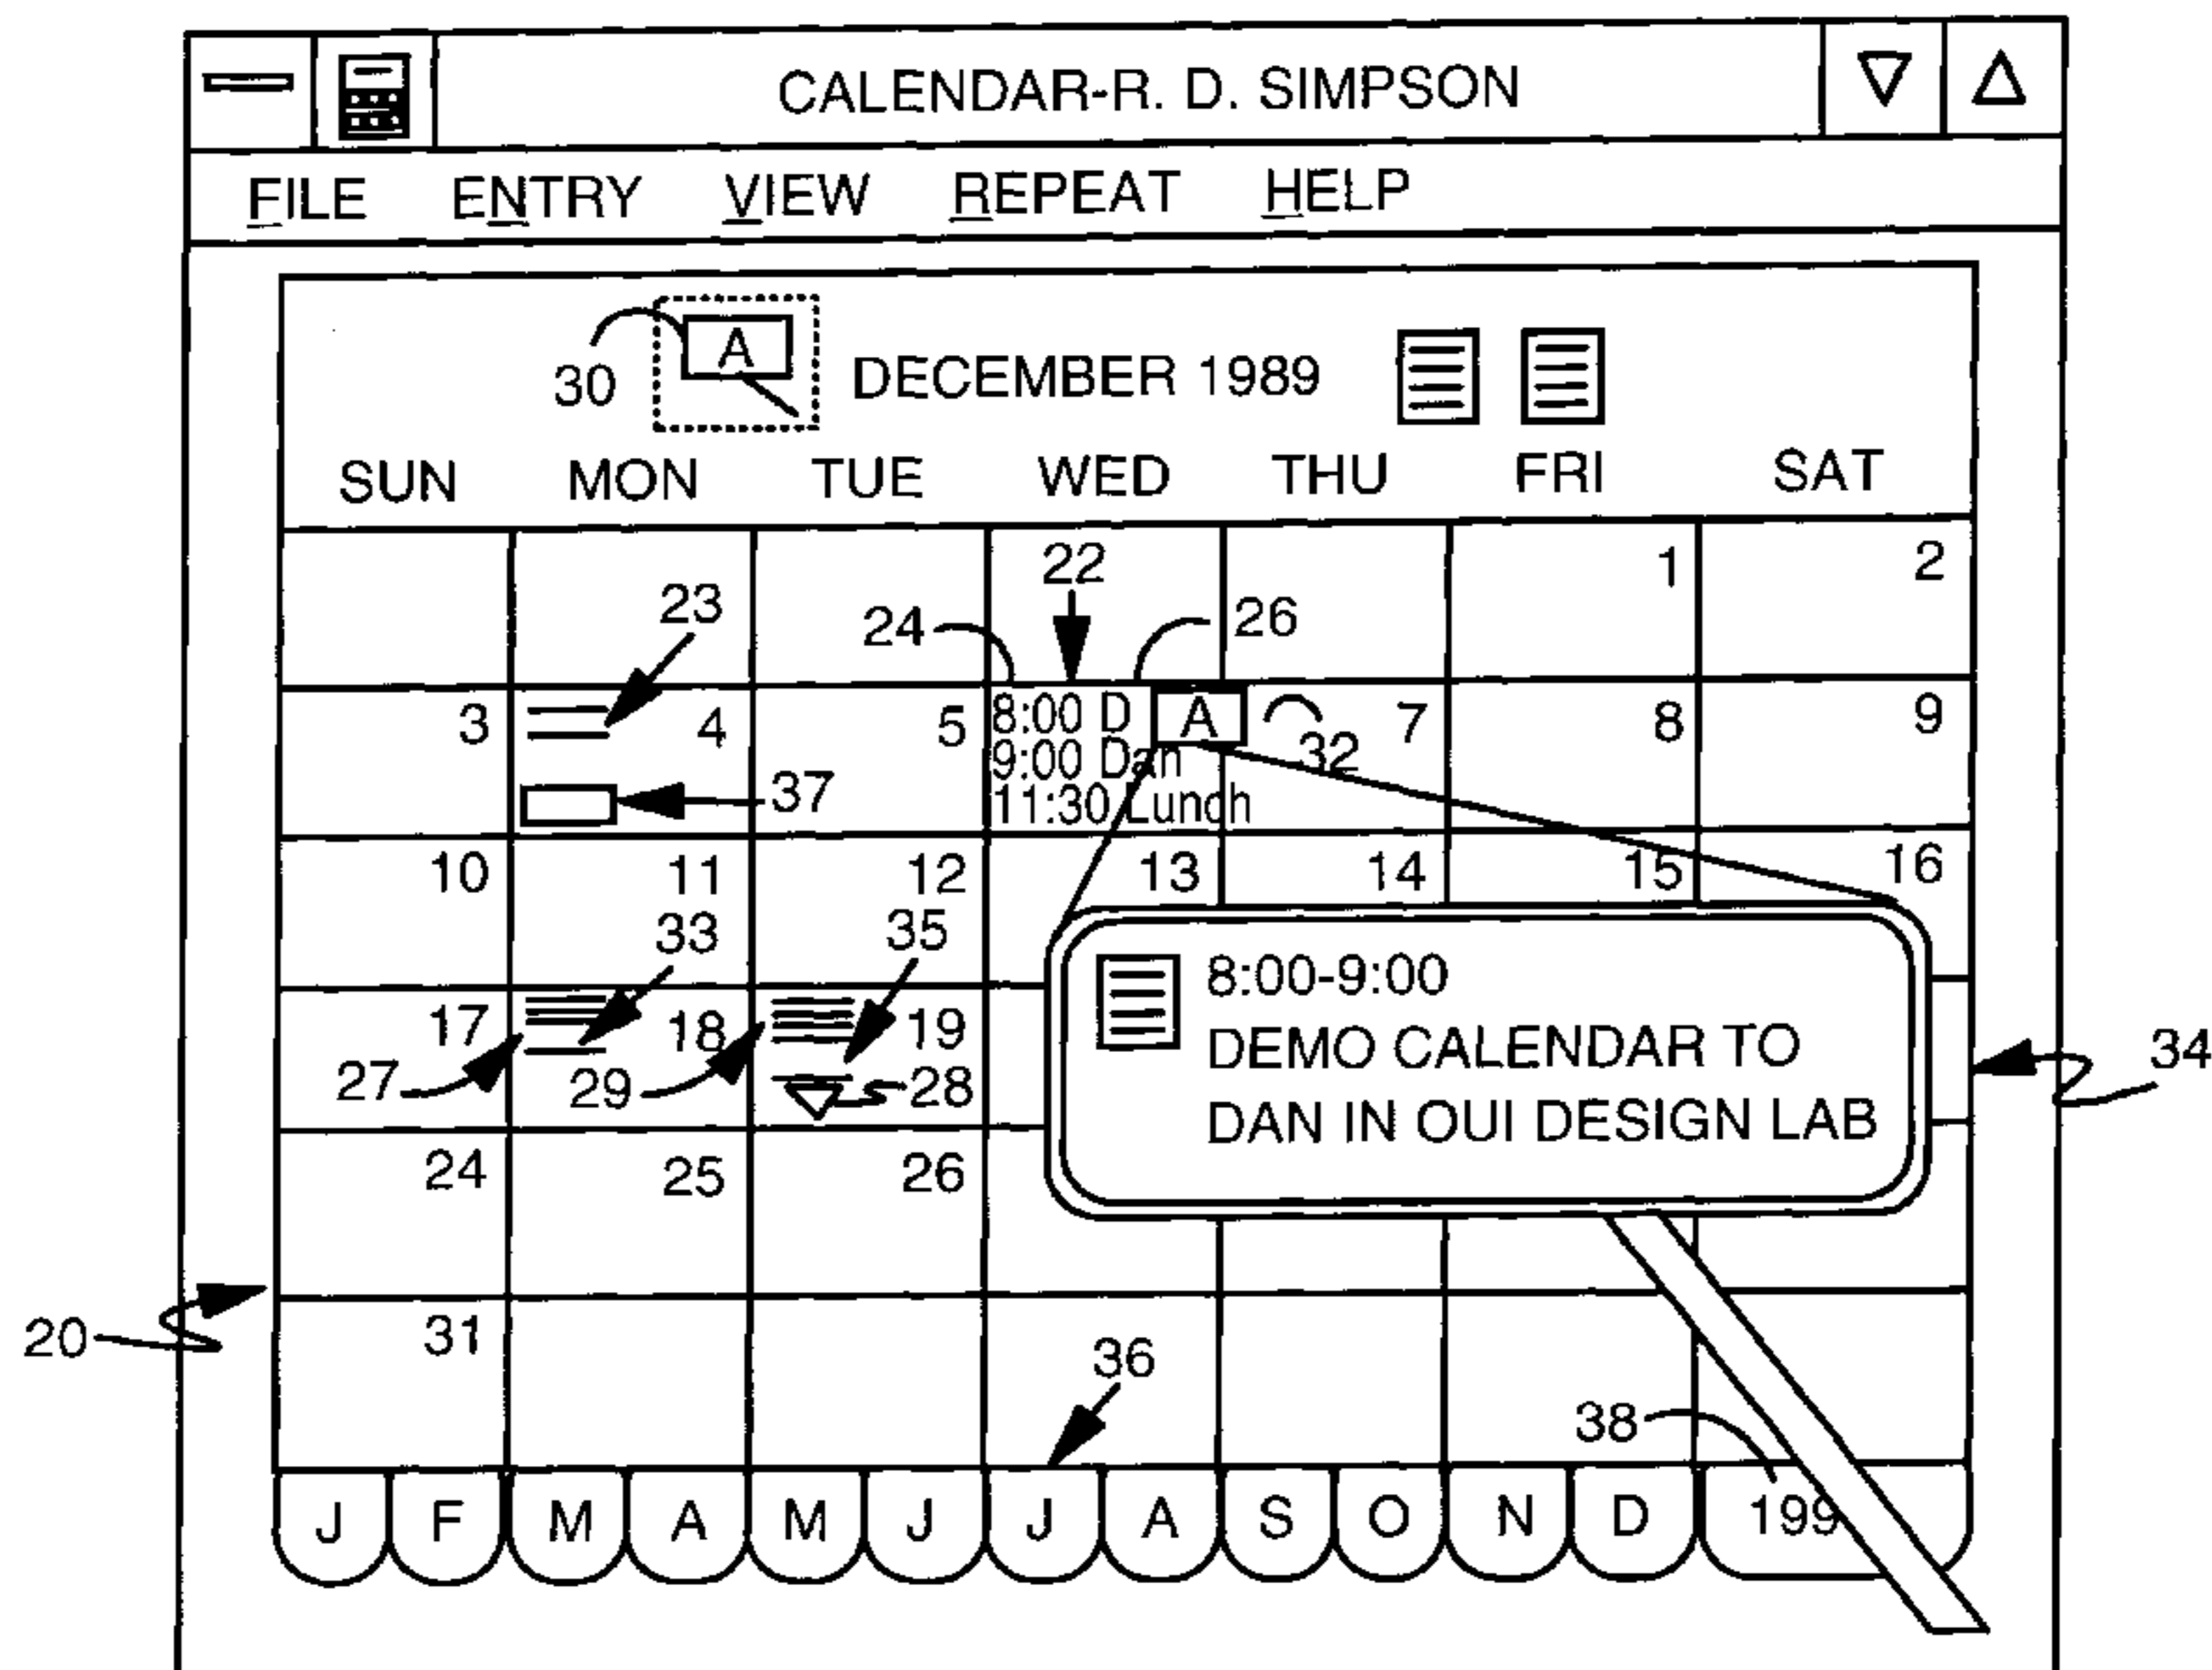 CALENDAR-R. D. SIMPSON
FILE ENTRY VIEW REPEAT HELP
30 A DECEMBER 1989
SUN MON TUE WED THU FRI SAT
22 1 2
23 24 26
3 4 5 8:00 D A 7 8 9
9:00 Dan 32
37 11:30 Lunch
10 11 12 13 14 15 16
33 35
8:00-9:00
17 18 19
DEMO CALENDAR TO 34
27 29 28
DAN IN OUI DESIGN LAB
24 25 26
20 31 36
38
J F M A M J J A S O N D 199